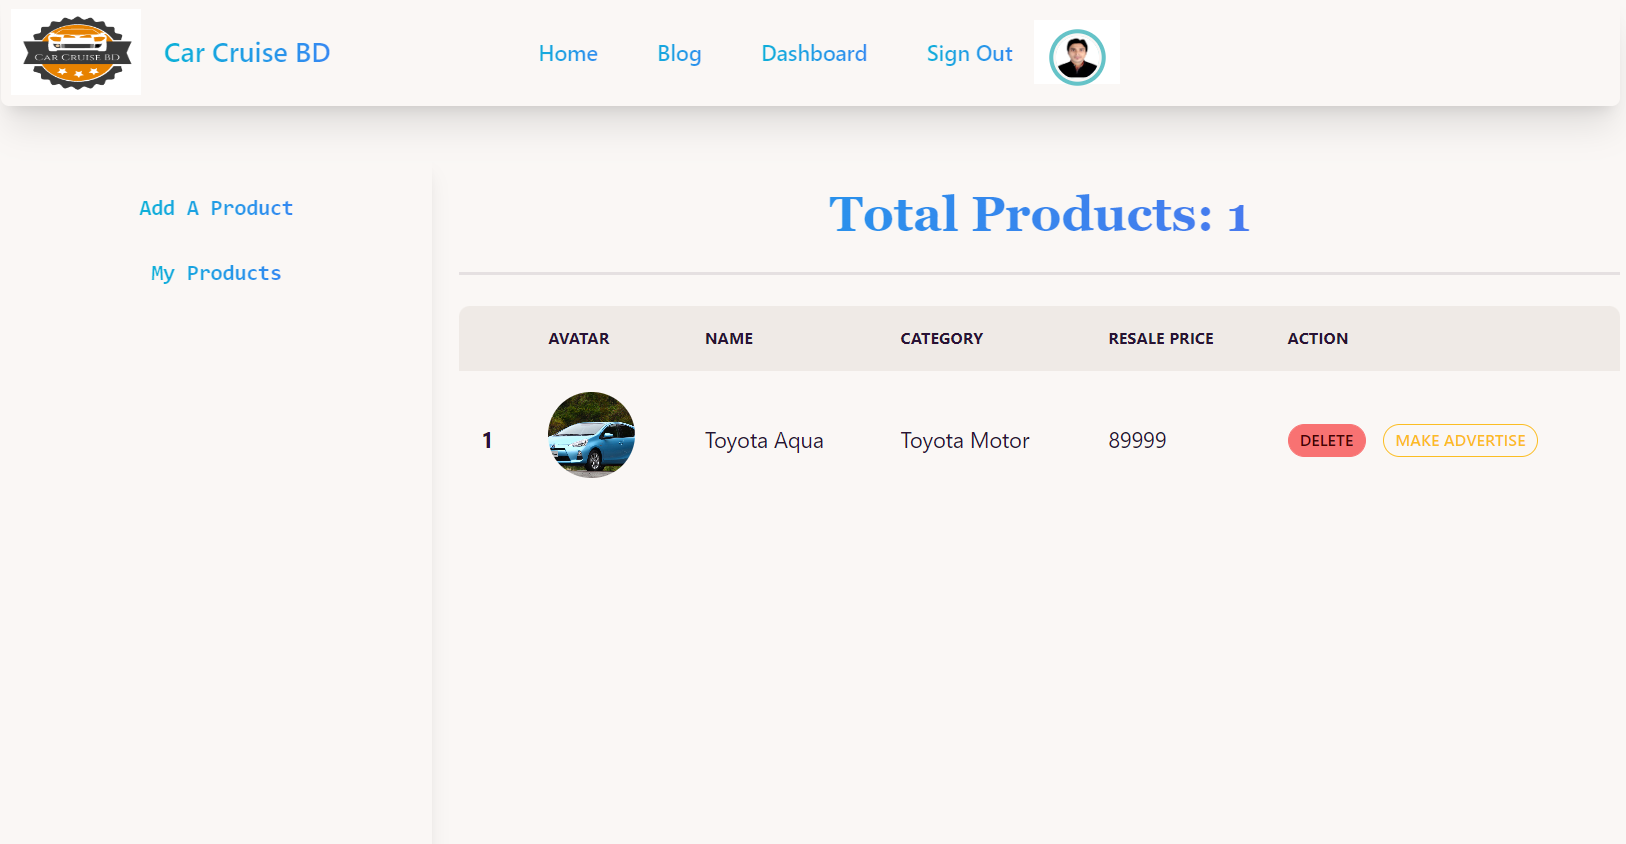 CAR CRUISE BD
Car Cruise BD
Home
Blog
Dashboard
Sign Out
Add A Product
My Products
Total Products: 1
AVATAR NAME CATEGORY RESALE PRICE ACTION
1 Toyota Aqua Toyota Motor 89999 DELETE MAKE ADVERTISE